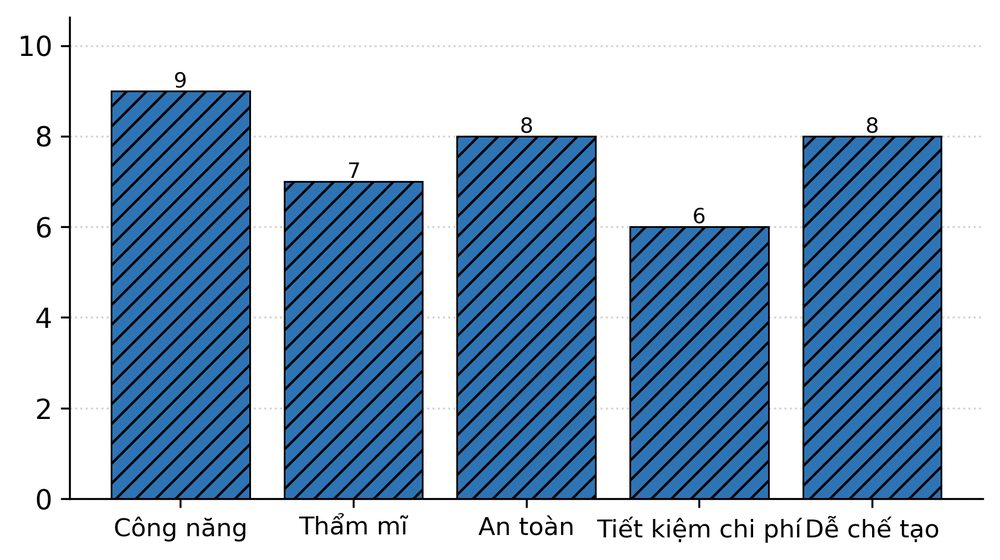 10
8
6
4
2
0
9
7
8
6
8
Công năng
Thẩm mĩ
An toàn
Tiết kiệm chi phí
Dễ chế tạo